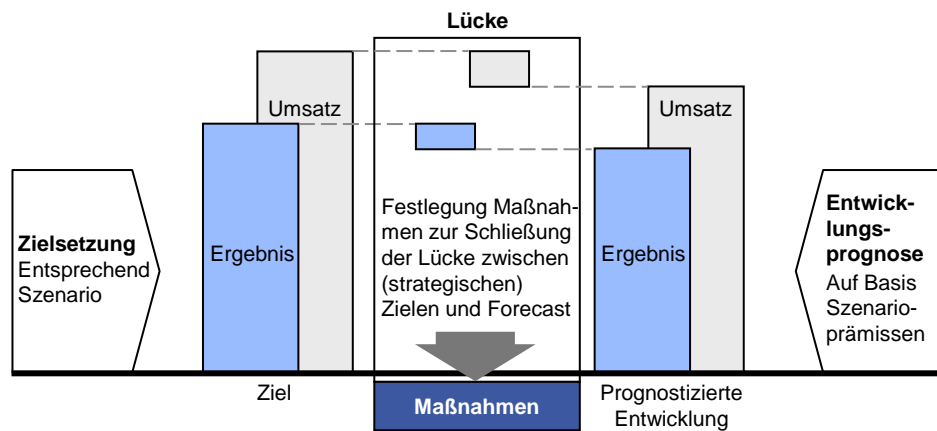 Lücke
Umsatz
Ergebnis
Zielsetzung
Entsprechend
Szenario
Festlegung Maßnah-
men zur Schließung
der Lücke zwischen
(strategischen)
Zielen und Forecast
Umsatz
Ergebnis
Entwick-
lungs-
prognose
Auf Basis
Szenario-
prämissen
Ziel
Maßnahmen
Prognostizierte
Entwicklung